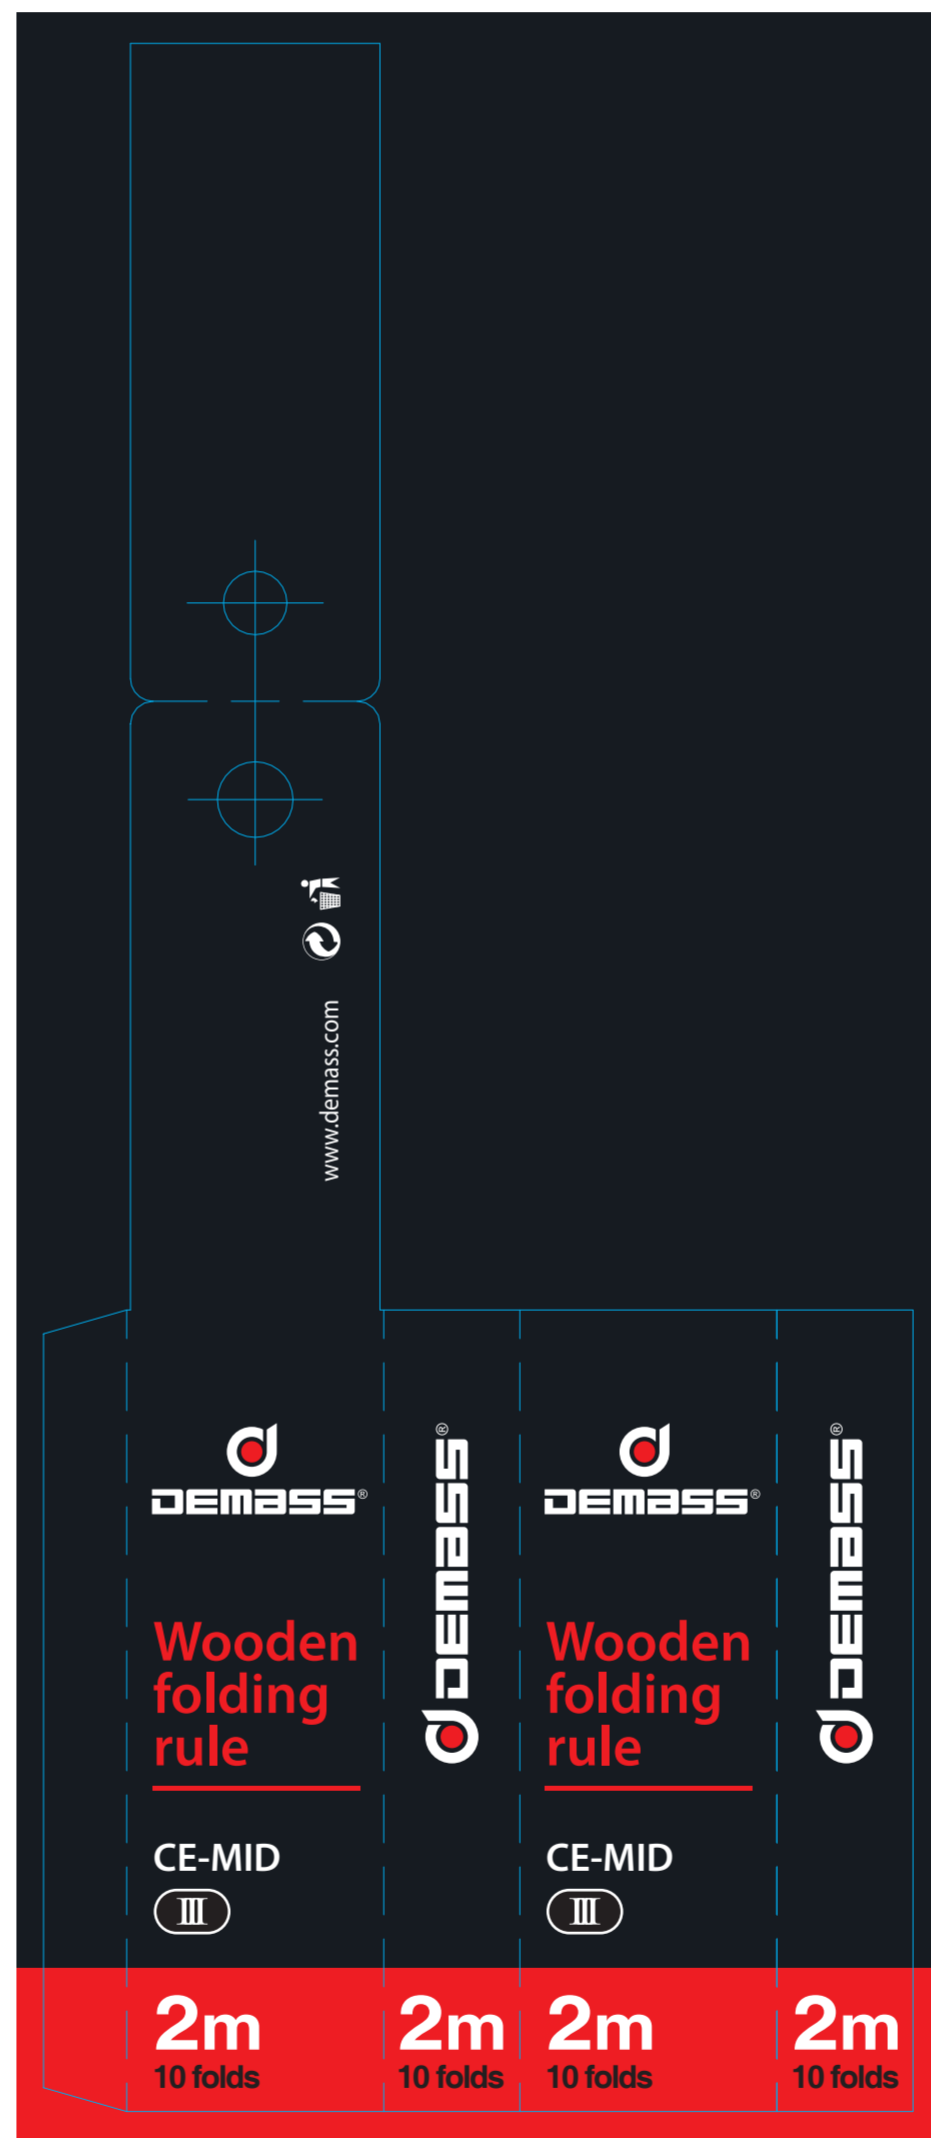 www.demass.com
DEMASS®
Wooden
folding
rule
CE-MID
III
2m
10 folds
DEMASS®
2m
10 folds
DEMASS®
Wooden
folding
rule
CE-MID
III
2m
10 folds
DEMASS®
2m
10 folds